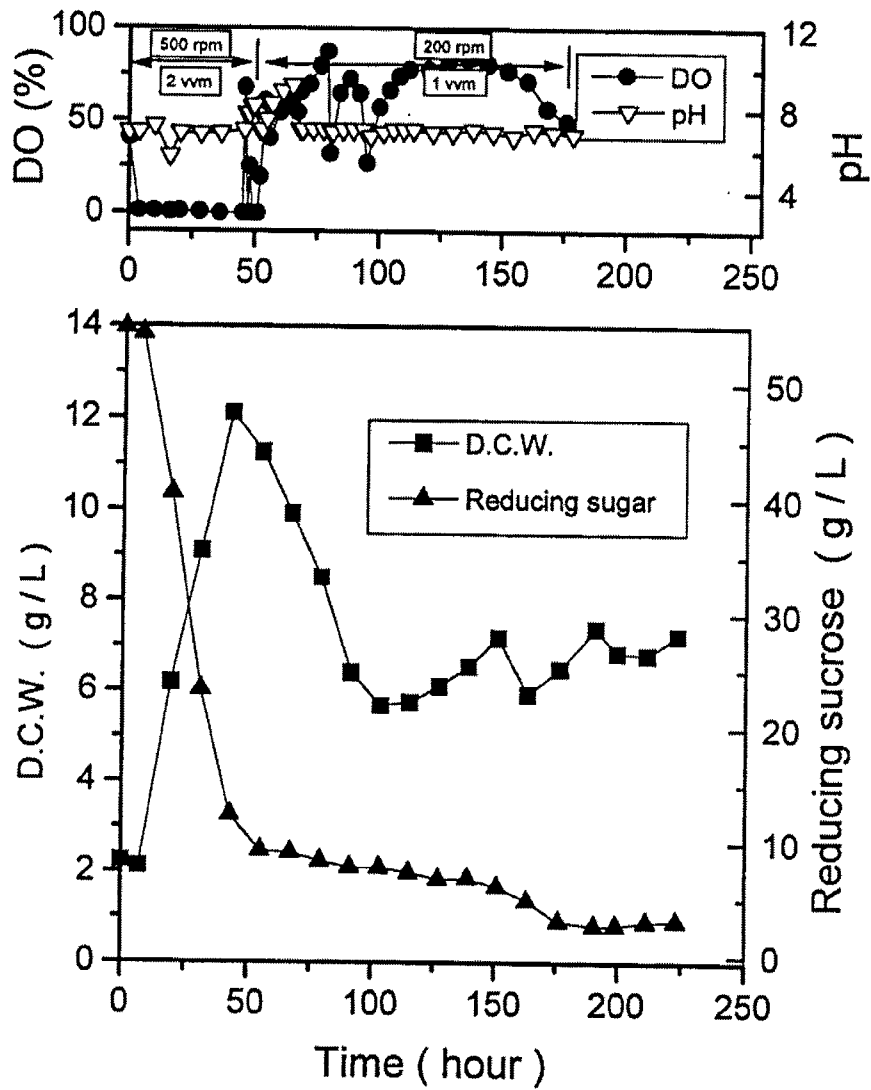 100
50
0
DO (%)
500 rpm
2 vvm
200 rpm
1 vvm
DO
pH
12
8
4
pH
0
50
100
150
200
250
14
12
10
8
6
4
2
0
D.C.W. ( g / L )
D.C.W.
Reducing sugar
50
40
30
20
10
0
Reducing sucrose ( g / L )
0
50
100
150
200
250
Time ( hour )